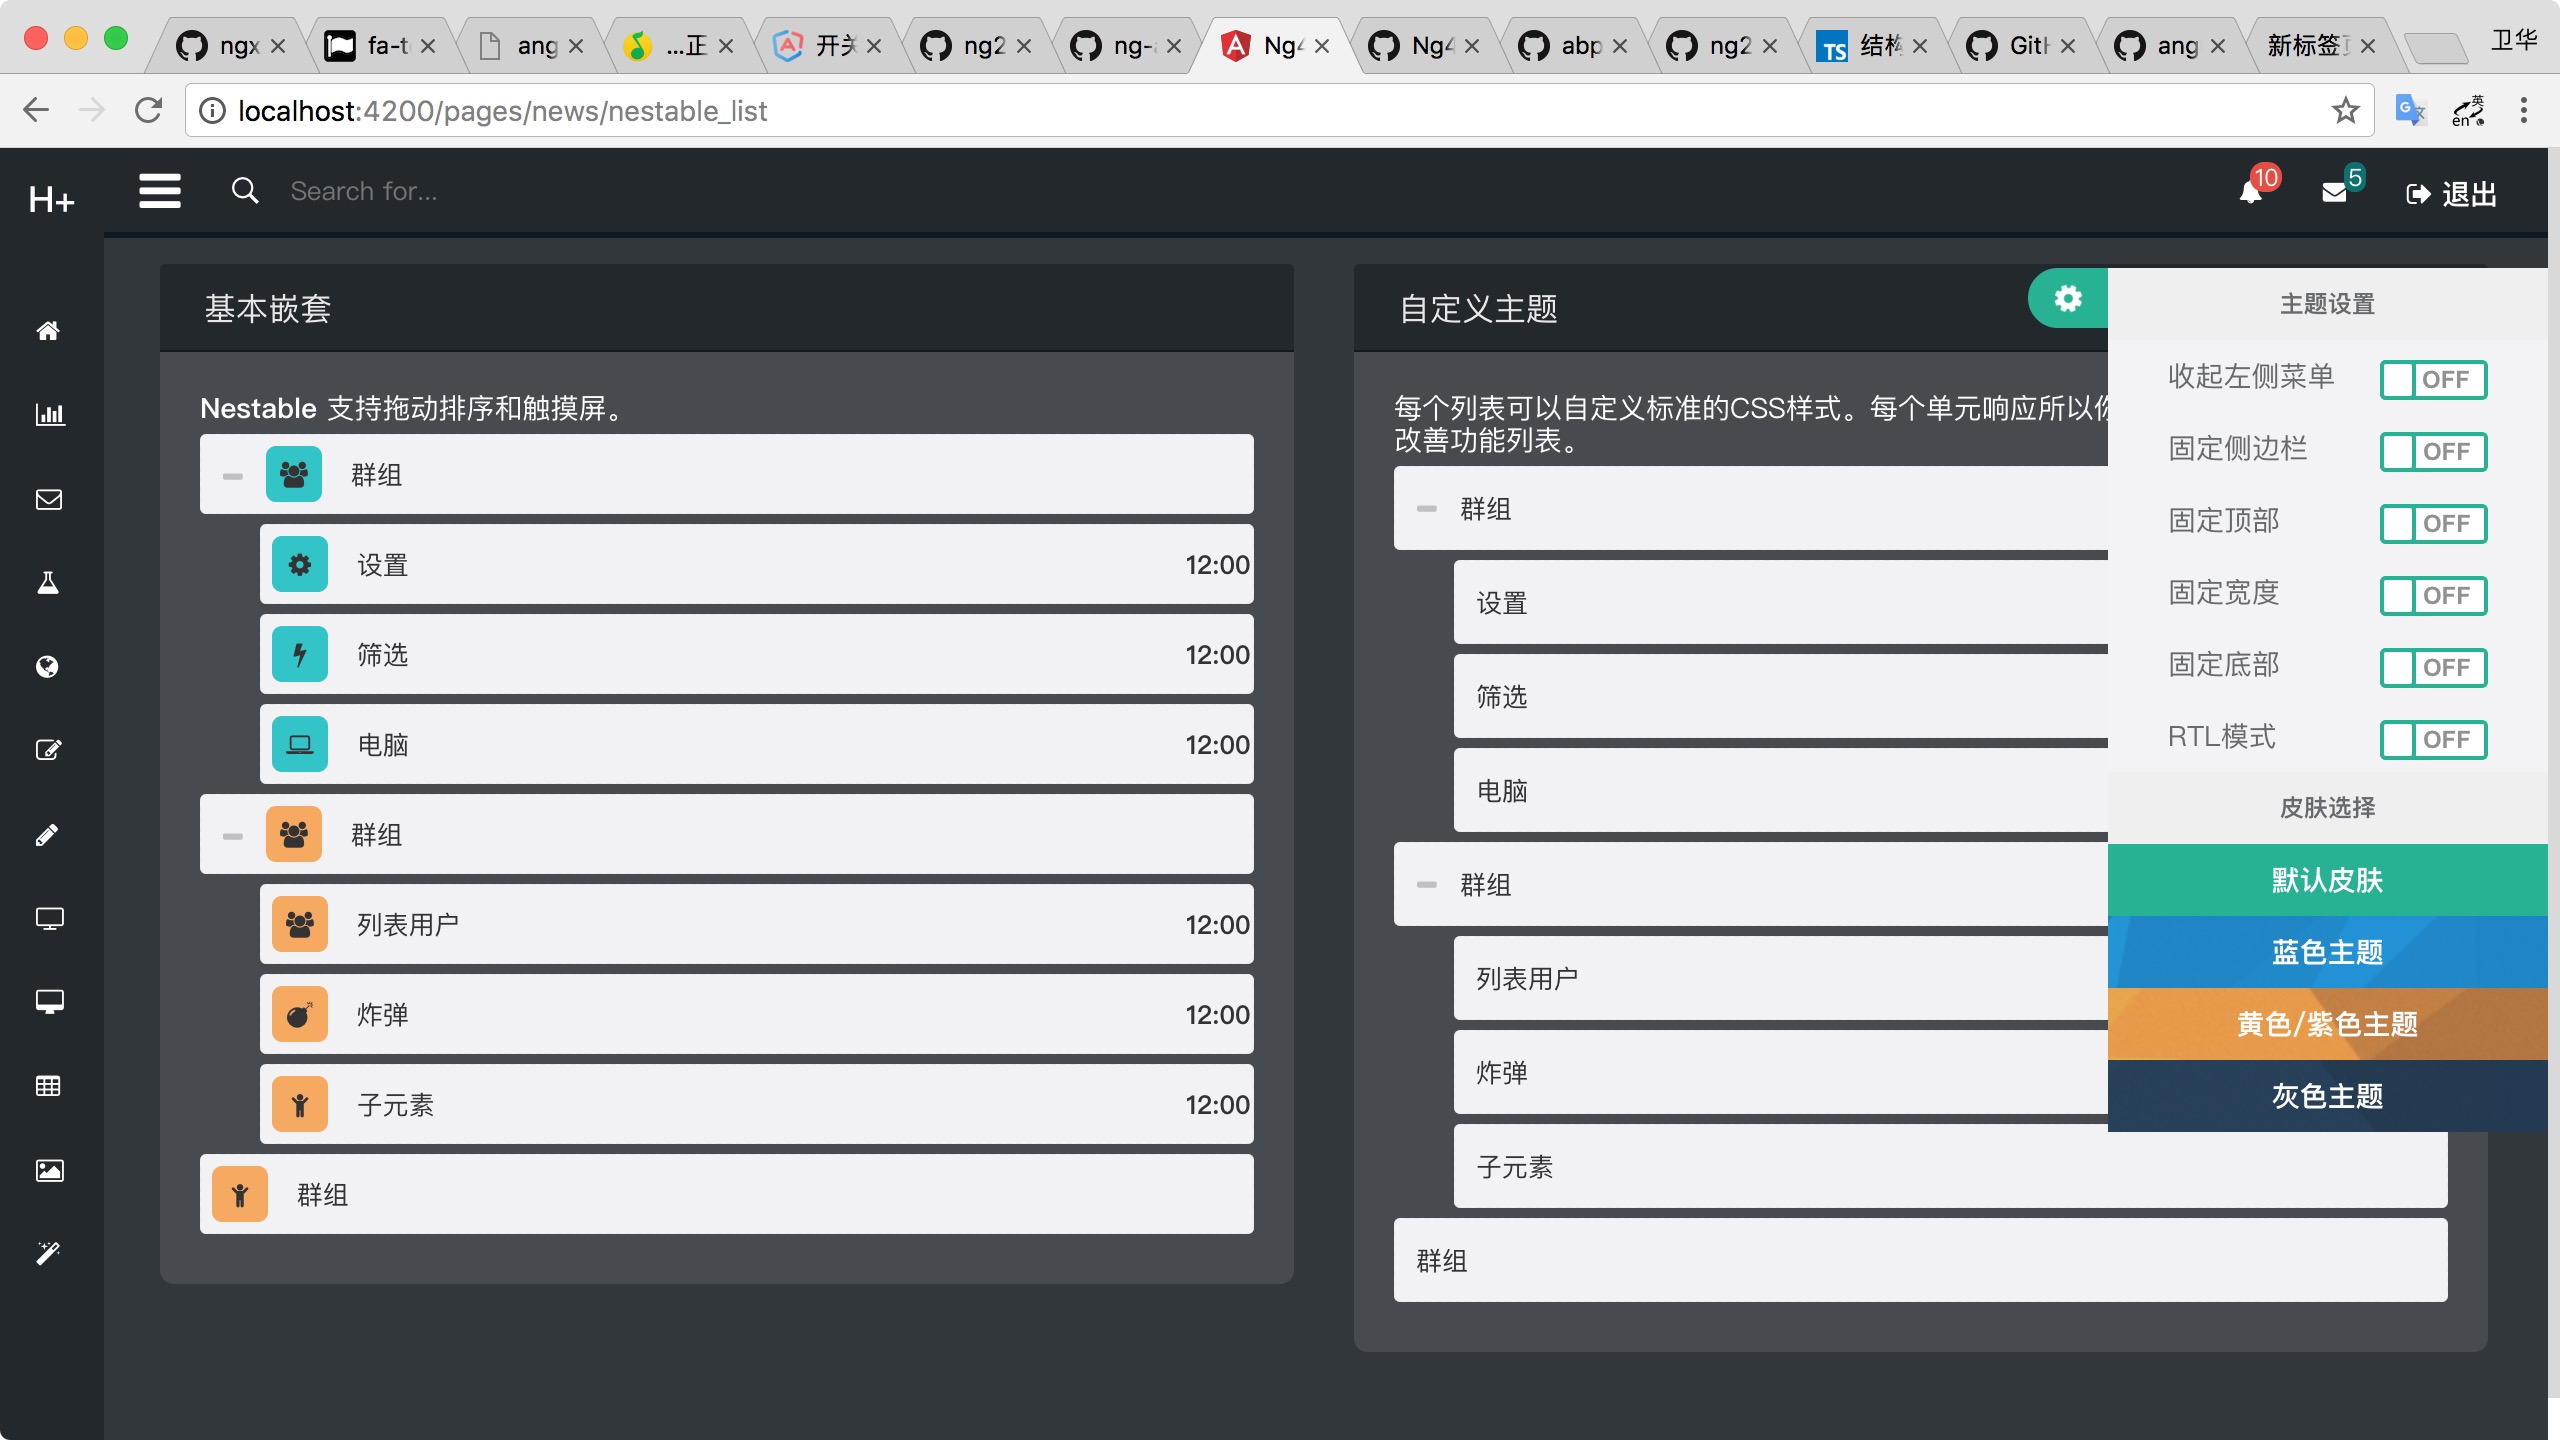 ngx
fa-t
ang
...正
开关
ng2
ng-
Ng4
Ng4
abp
ng2
TS 结构
Git
ang
新标签
卫华
localhost:4200/pages/news/nestable_list
英
en
H+
Search for...
10
5
退出
基本嵌套
Nestable 支持拖动排序和触摸屏。
群组
设置 12:00
筛选 12:00
电脑 12:00
群组
列表用户 12:00
炸弹 12:00
子元素 12:00
群组
自定义主题
每个列表可以自定义标准的CSS样式。每个单元响应所以你
改善功能列表。
群组
设置
筛选
电脑
群组
列表用户
炸弹
子元素
群组
主题设置
收起左侧菜单 OFF
固定侧边栏 OFF
固定顶部 OFF
固定宽度 OFF
固定底部 OFF
RTL模式 OFF
皮肤选择
默认皮肤
蓝色主题
黄色/紫色主题
灰色主题